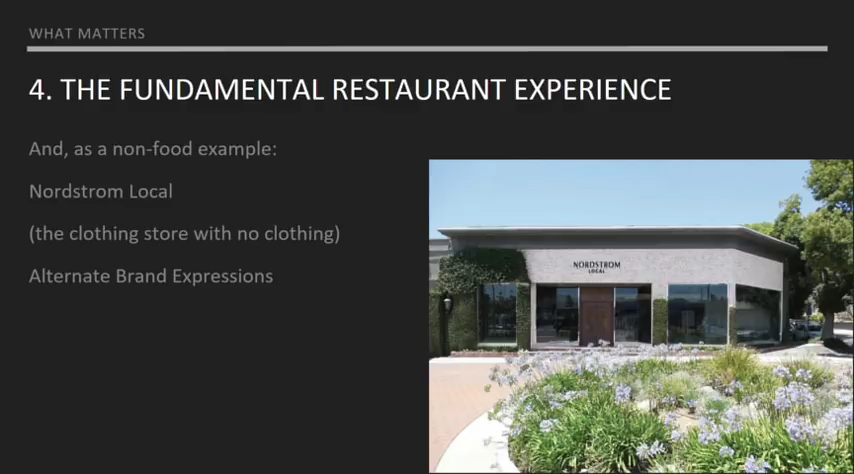 WHAT MATTERS
4. THE FUNDAMENTAL RESTAURANT EXPERIENCE
And, as a non-food example:
Nordstrom Local
(the clothing store with no clothing)
Alternate Brand Expressions
NORDSTROM
LOCAL